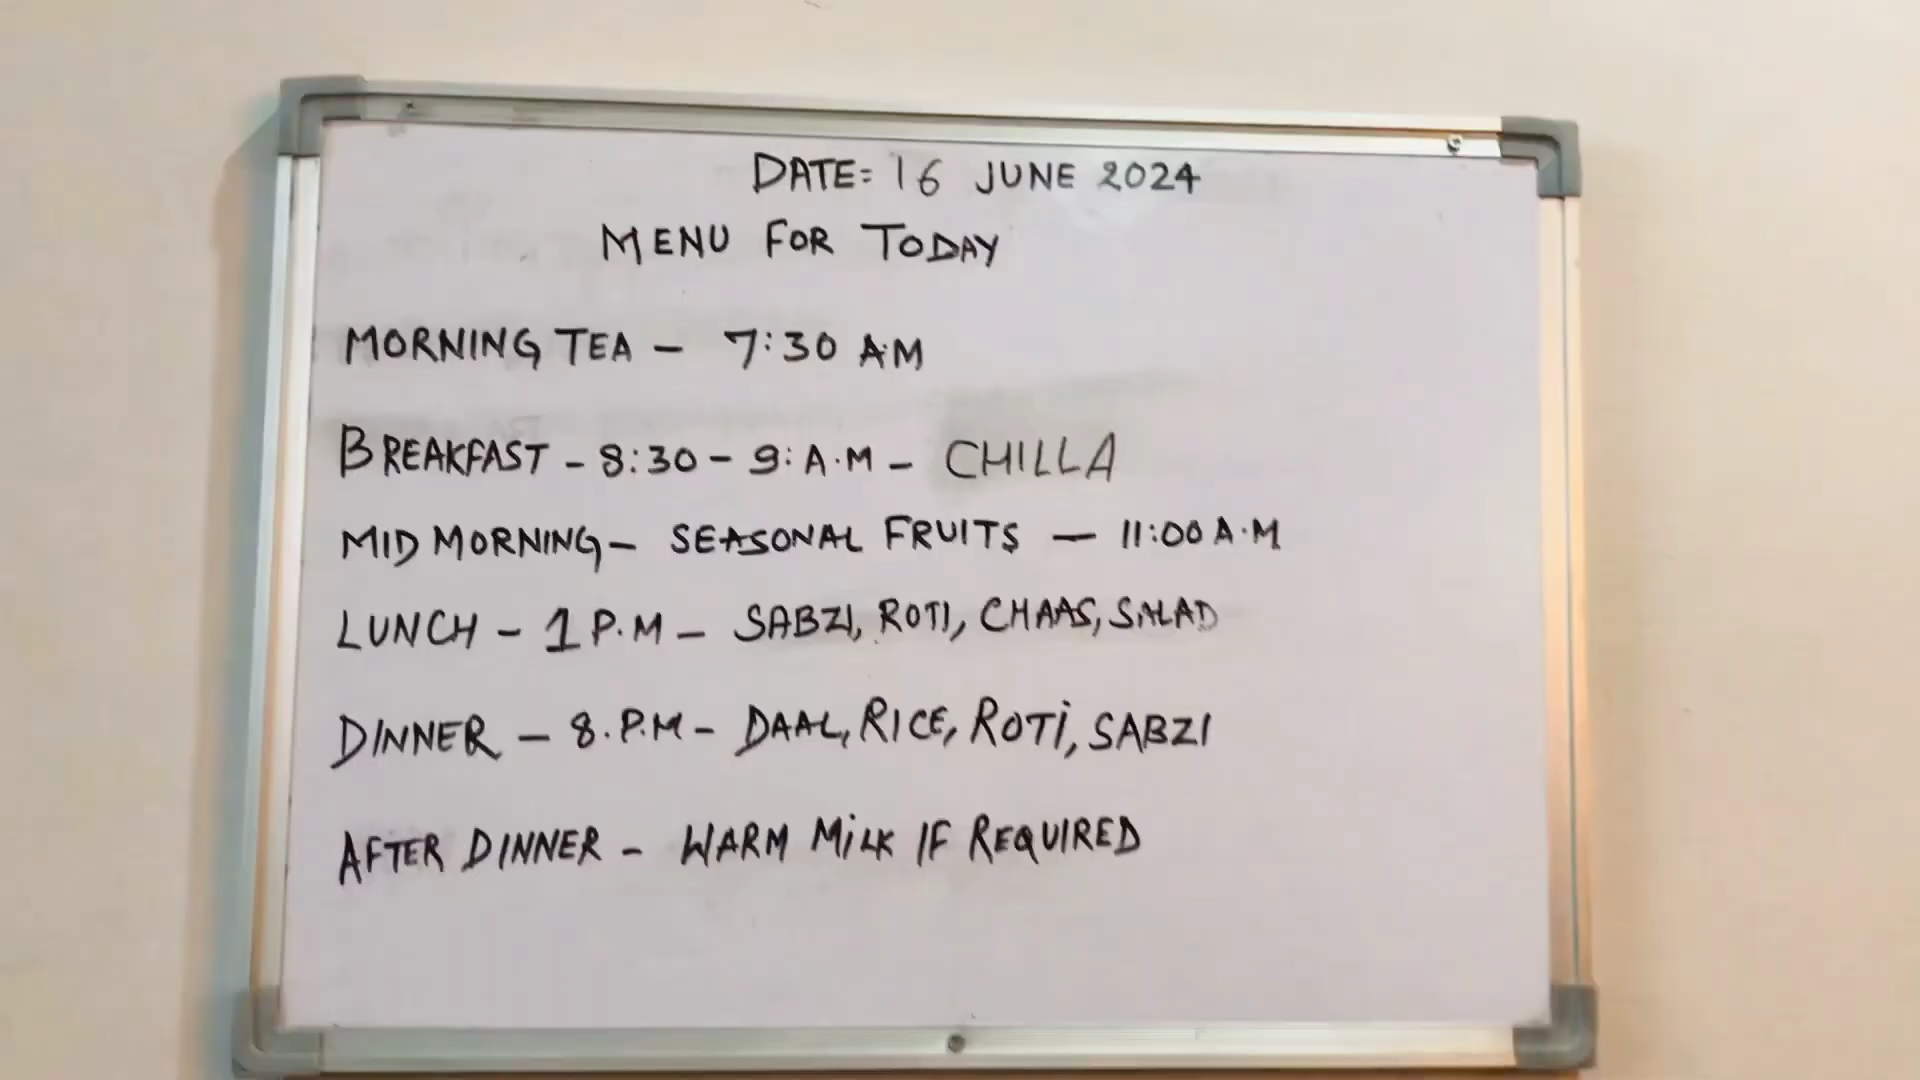 DATE: 16 JUNE 2024
MENU FOR TODAY
MORNING TEA - 7:30 A.M
BREAKFAST - 8:30 - 9: A.M - CHILLA
MID MORNING - SEASONAL FRUITS - 11:00 A.M
LUNCH - 1 P.M - SABZI, ROTI, CHAAS, SALAD
DINNER - 8.P.M - DAAL, RICE, ROTI, SABZI
AFTER DINNER - WARM MILK IF REQUIRED